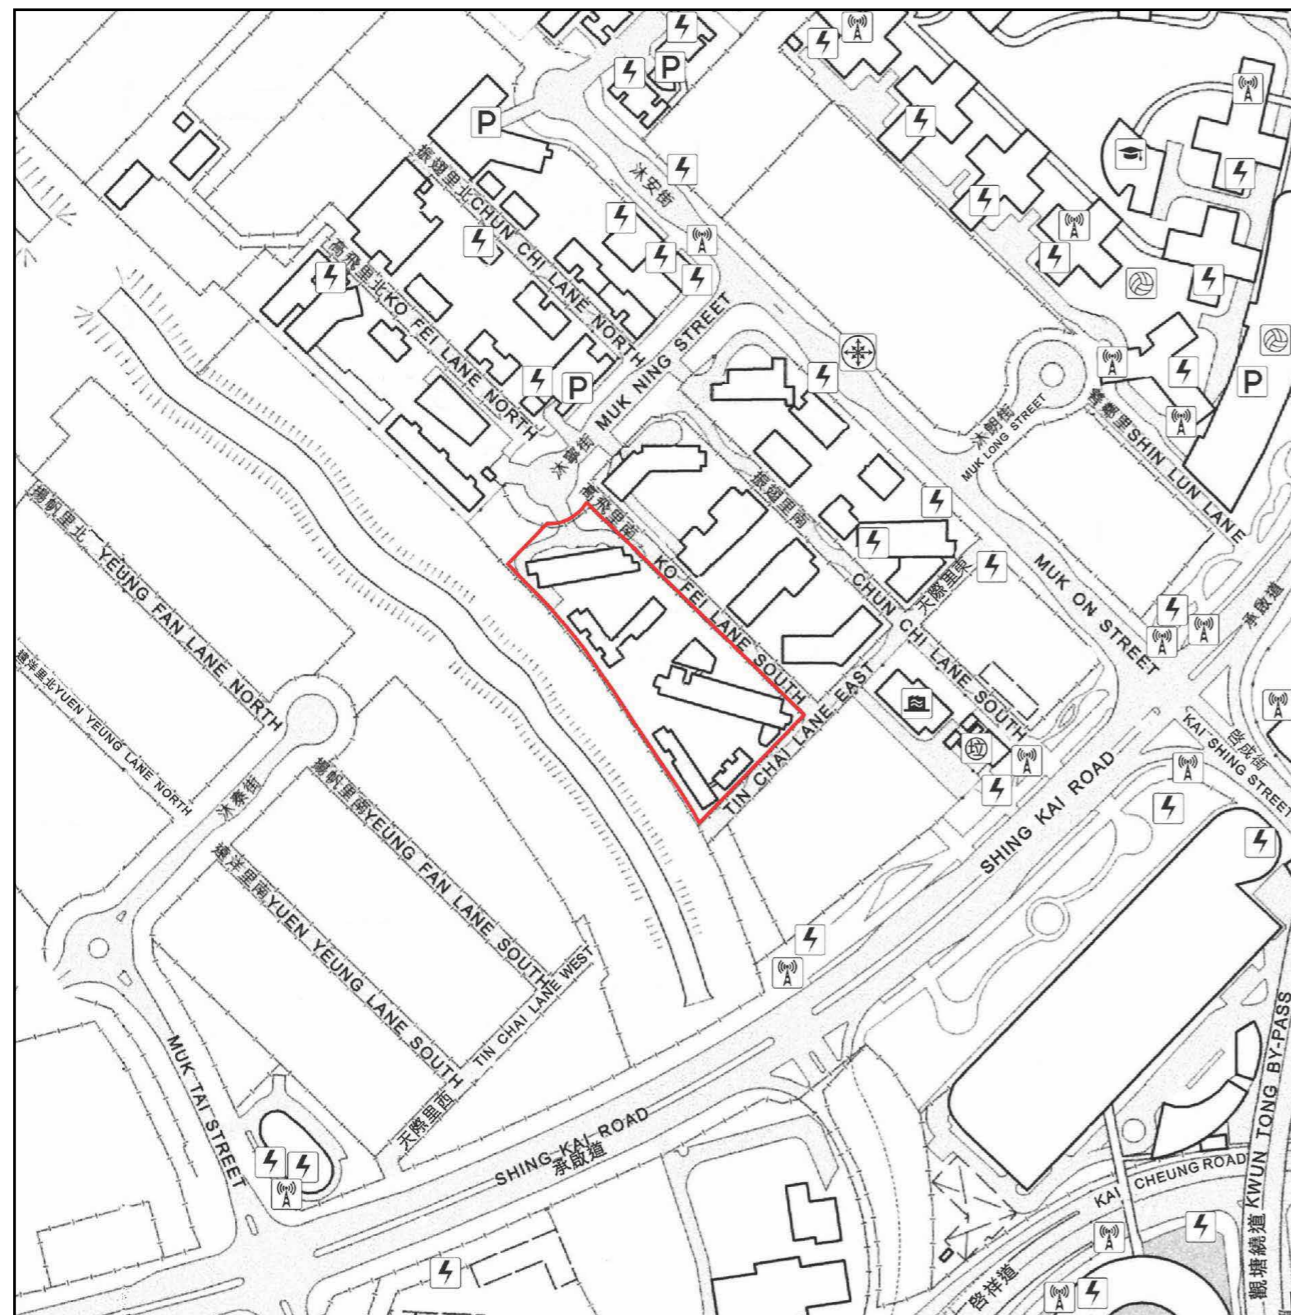 P
P
沐安街
振翅里北 CHUN CHI LANE NORTH
高飛里北 KO FEI LANE NORTH
P
沐寧街 MUK NING STREET
沐朗街
MUK LONG STREET
P
SHIN LUN LANE
高飛里南 KO FEI LANE SOUTH
振翅里南 CHUN CHI LANE SOUTH
天際里東
TIN CHAI LANE EAST
MUK ON STREET
承啟道
揚帆里北 YEUNG FAN LANE NORTH
遠洋里北 YUEN YEUNG LANE NORTH
沐泰街
揚帆里南 YEUNG FAN LANE SOUTH
遠洋里南 YUEN YEUNG LANE SOUTH
垃
SHING KAI ROAD
啓成街
KAI SHING STREET
天際里西 TIN CHAI LANE WEST
MUK TAI STREET
SHING KAI ROAD
承啟道
KAI CHEUNG ROAD
啓祥道
觀塘繞道 KWUN TONG BY-PASS